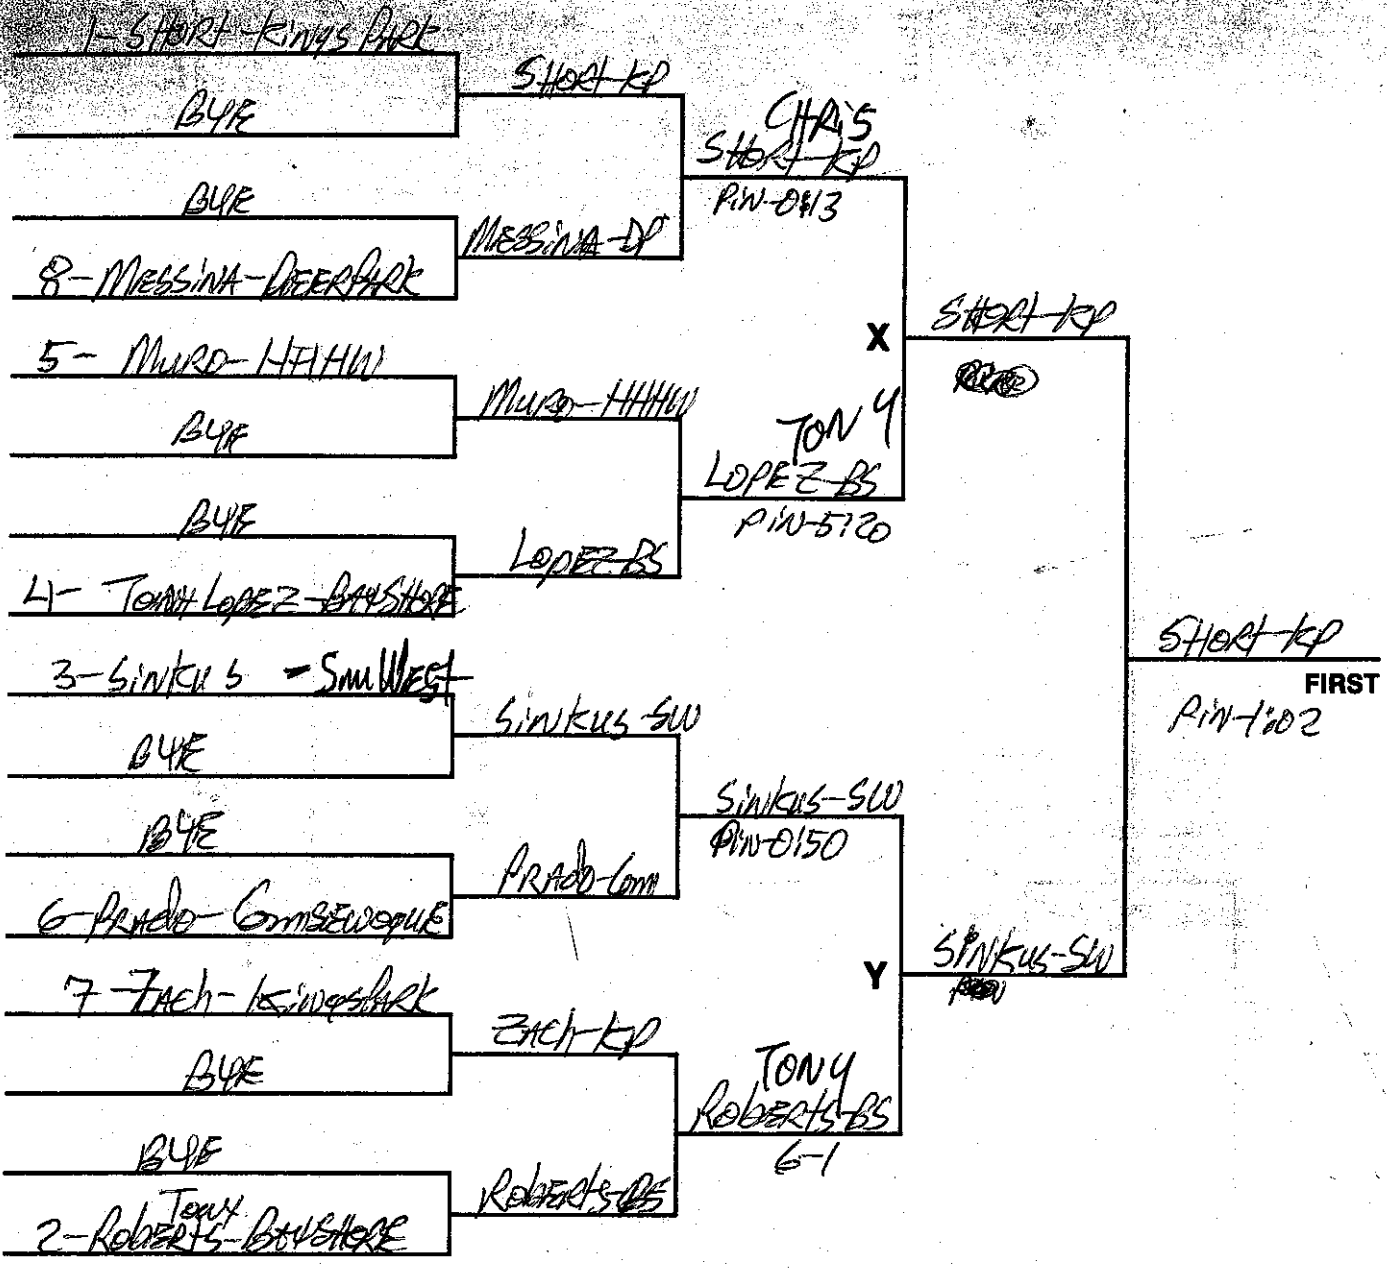 1-SHORT-Kings PARK
BYE
BYE
8-MESSINA-DEERPARK
5- MURO-HHHW
BYE
BYE
4- TONY LOPEZ-BAYSHORE
3-SINKUS -SmWEST
BYE
BYE
6-PRADO-COMSEWOQUE
7-ZACH-KINGSPARK
BYE
BYE
TONY
2-ROBERTS-BAYSHORE
SHORT-KP
MESSINA-DP
MURO-HHHW
LOPEZ-BS
SINKUS-SW
PRADO-Com
ZACH-KP
ROBERTS-BS
CHRIS
SHORT-KP
PIN-0:13
TONY
LOPEZ-BS
PIN-5:20
SINKUS-SW
PIN-0:50
TONY
ROBERTS-BS
6-1
X
SHORT-KP
Y
SINKUS-SW
SHORT-KP
FIRST
PIN-1:02